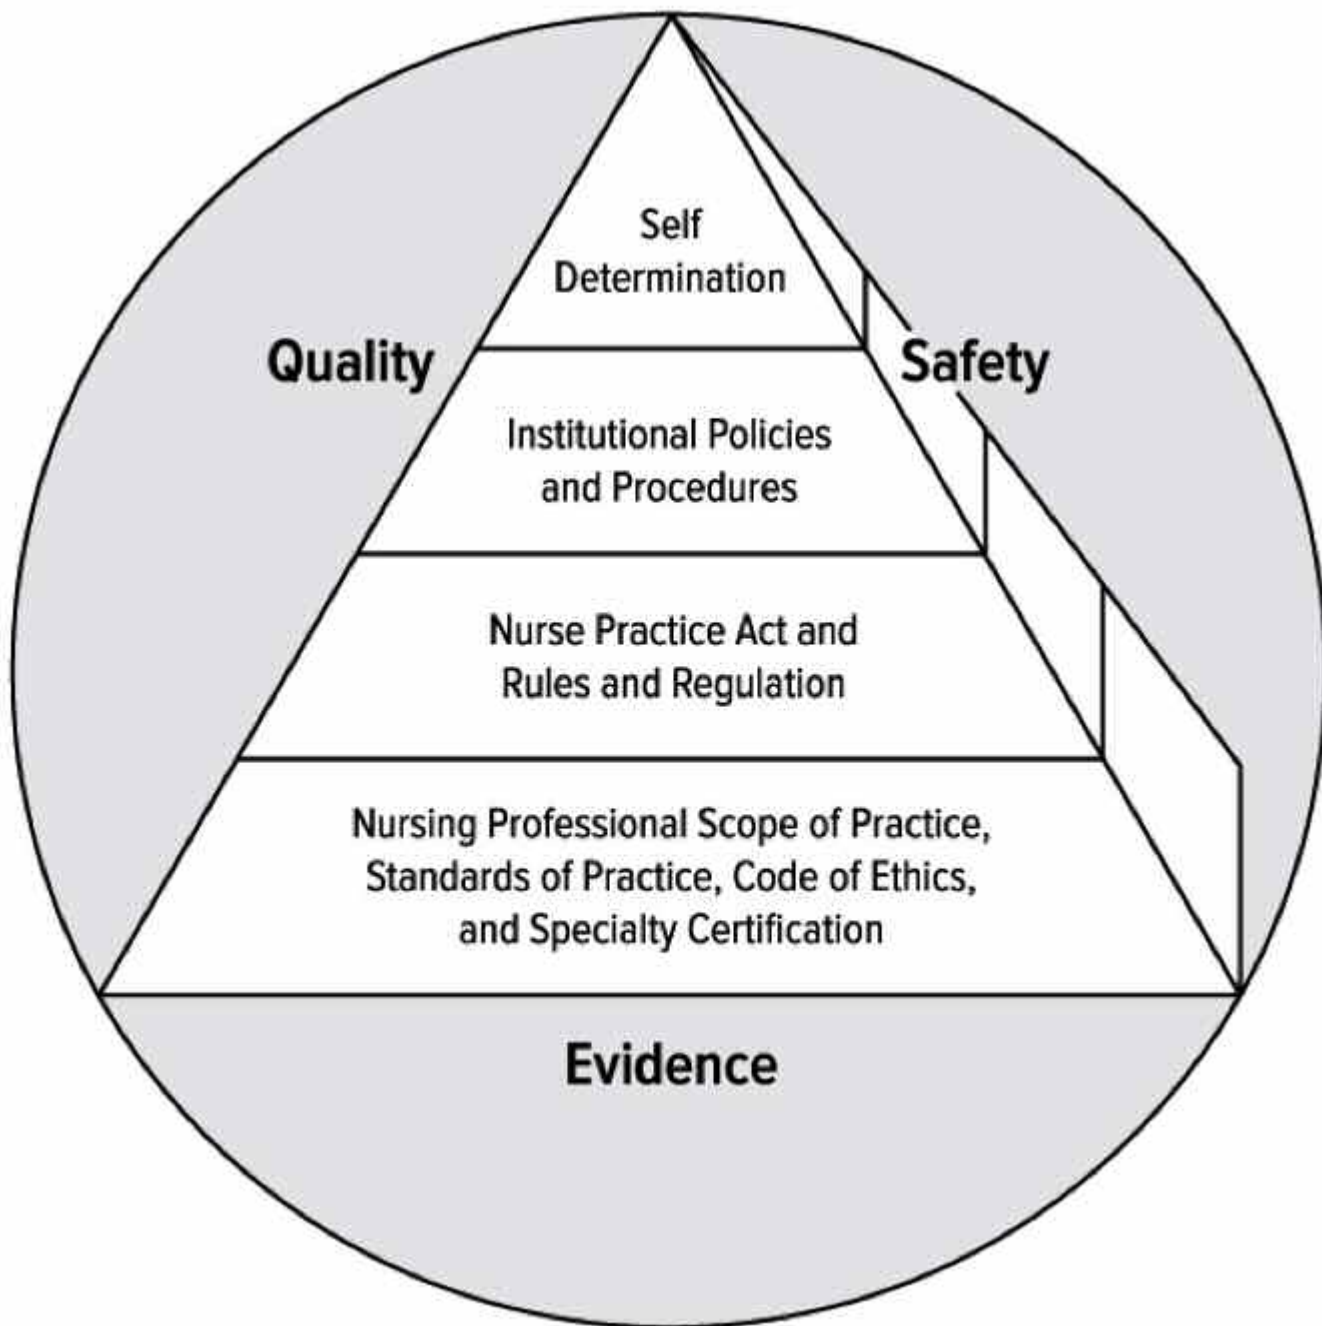 Self
Determination
Quality
Safety
Institutional Policies
and Procedures
Nurse Practice Act and
Rules and Regulation
Nursing Professional Scope of Practice,
Standards of Practice, Code of Ethics,
and Specialty Certification
Evidence